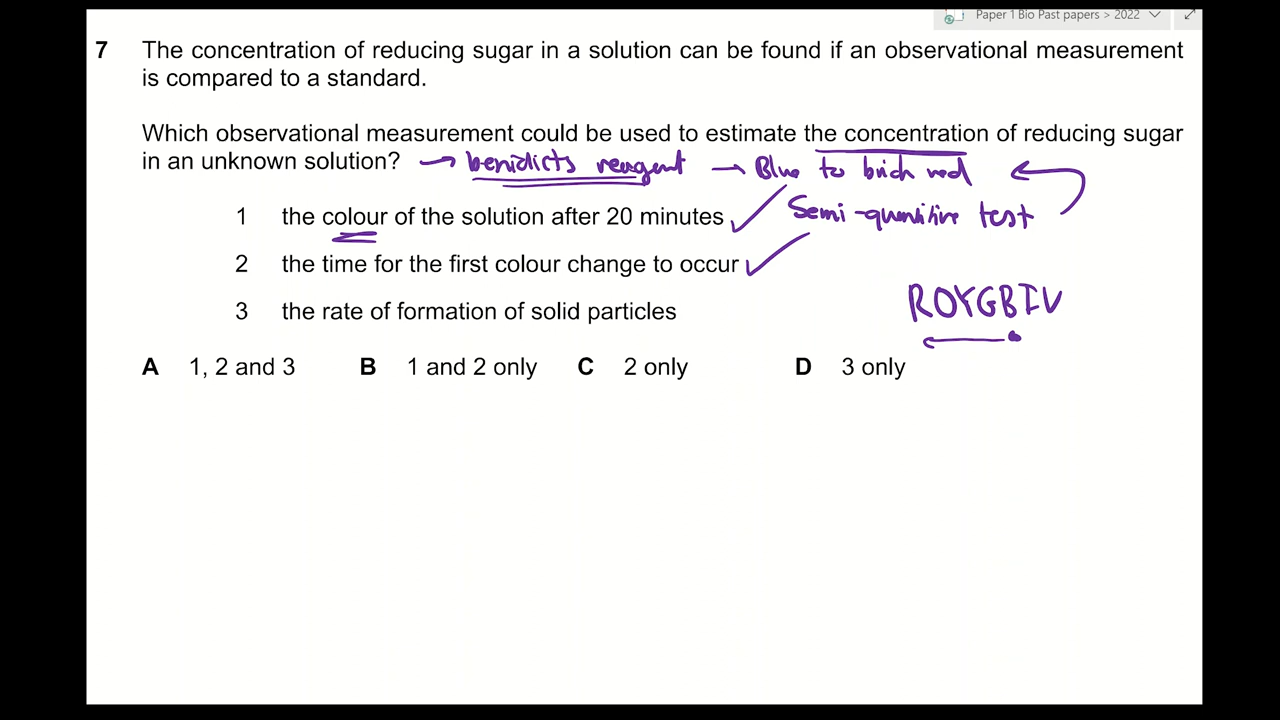 Paper 1 Bio Past papers > 2022
7 The concentration of reducing sugar in a solution can be found if an observational measurement
is compared to a standard.
Which observational measurement could be used to estimate the concentration of reducing sugar
in an unknown solution? → benidicts reagent → Blue to brick red
1 the colour of the solution after 20 minutes ✓ Semi-quantitive test
2 the time for the first colour change to occur ✓
3 the rate of formation of solid particles
ROYGBIV
A 1, 2 and 3 B 1 and 2 only C 2 only D 3 only